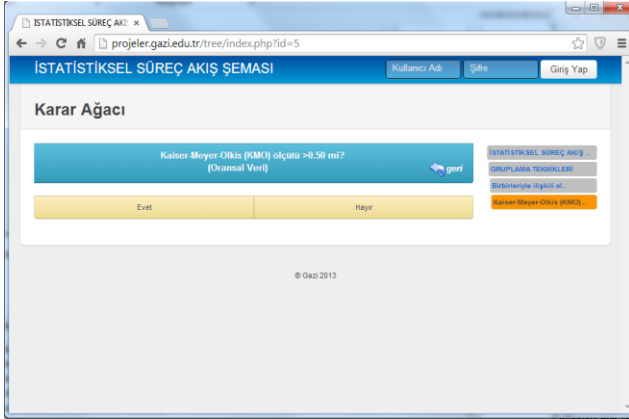 İSTATİSTİKSEL SÜREÇ AKI:
projeler.gazi.edu.tr/tree/index.php?id=5
İSTATİSTİKSEL SÜREÇ AKIŞ ŞEMASI
Kullanıcı Adı
Şifre
Giriş Yap
Karar Ağacı
Kaiser-Meyer-Olkis (KMO) ölçütü >0.50 mi?
(Oransal Veri)
geri
Evet
Hayır
İSTATİSTİKSEL SÜREÇ AKIŞ ..
GRUPLAMA TEKNİKLERİ
Birbirleriyle ilişkili ol..
Kaiser-Meyer-Olkis (KMO) ..
© Gazi 2013